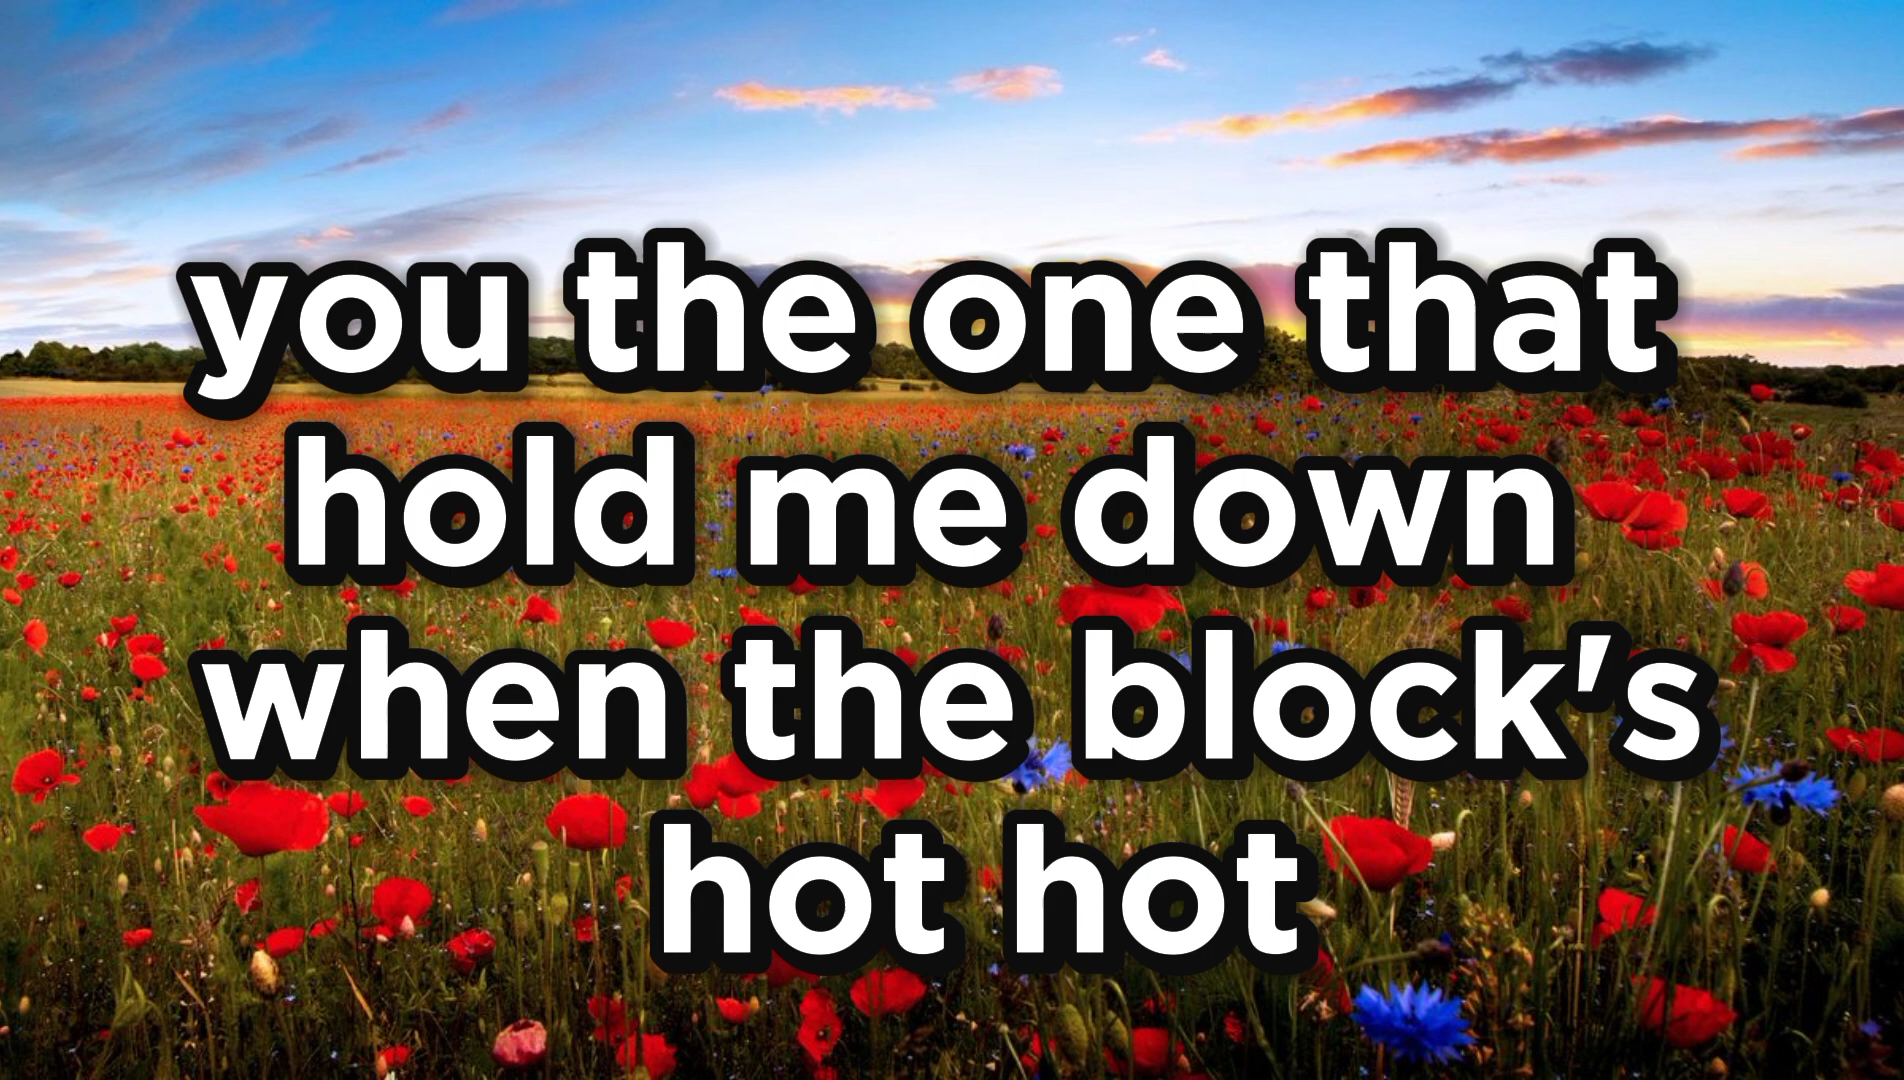 you the one that
hold me down
when the block's
hot hot